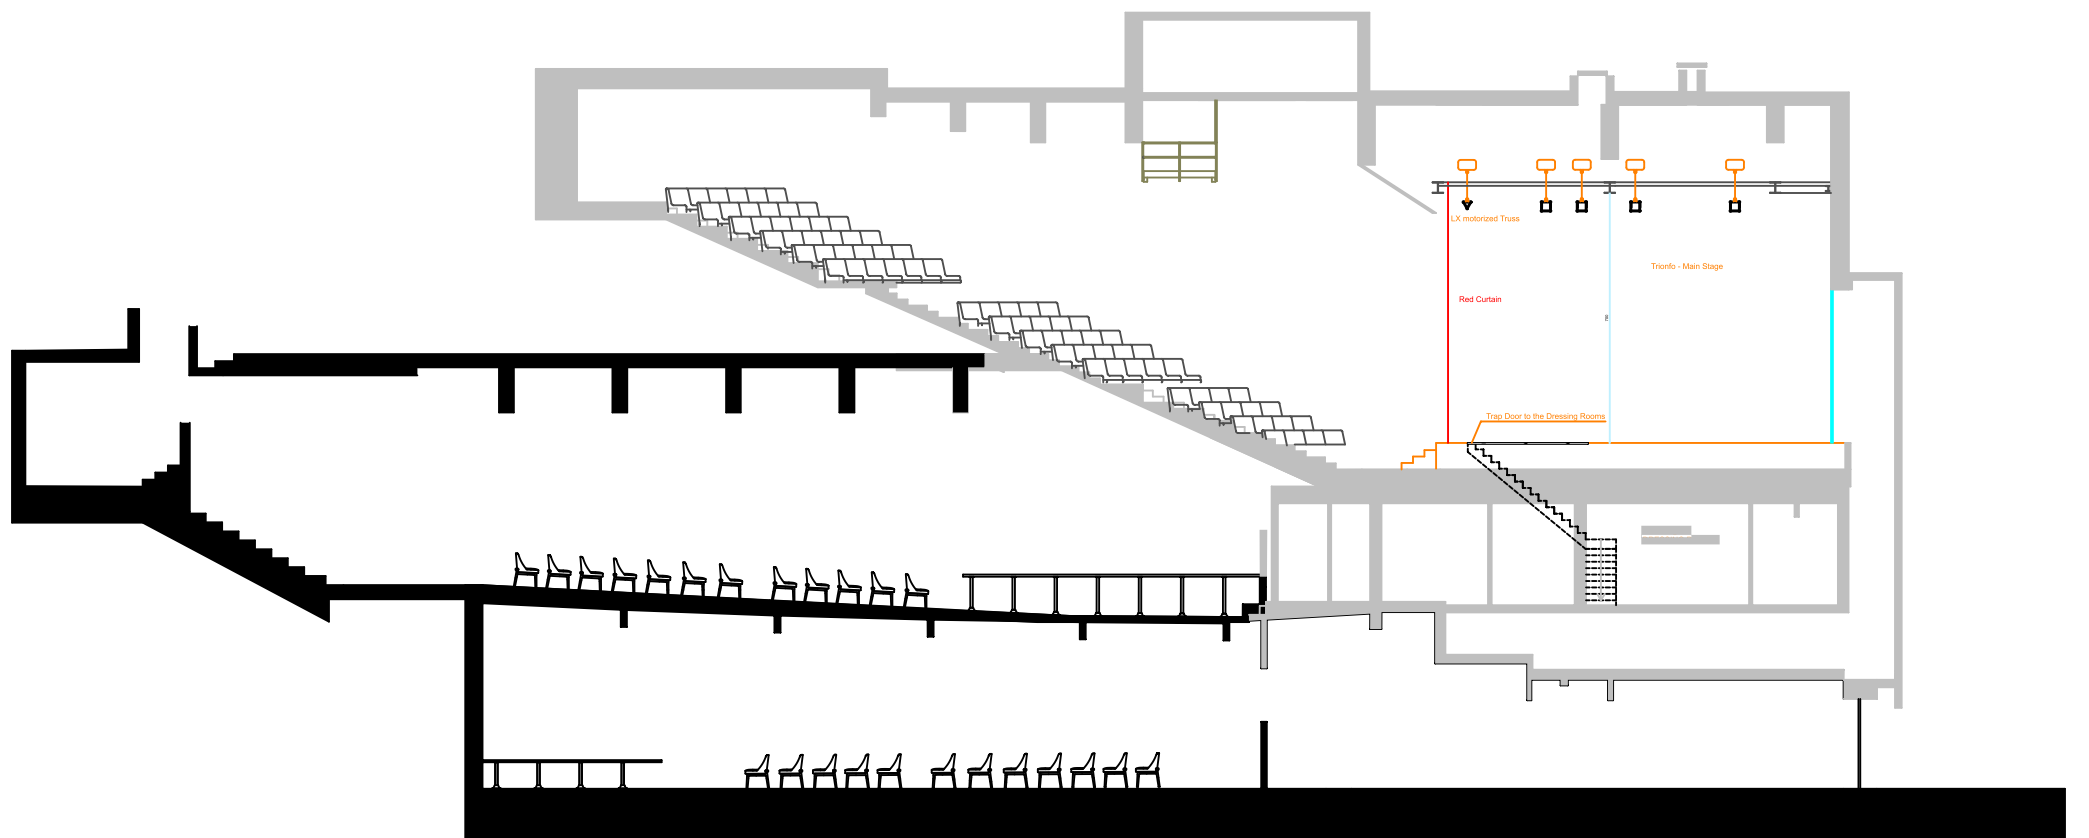 LX motorized Truss
Trionfo - Main Stage
Red Curtain
Trap Door to the Dressing Rooms